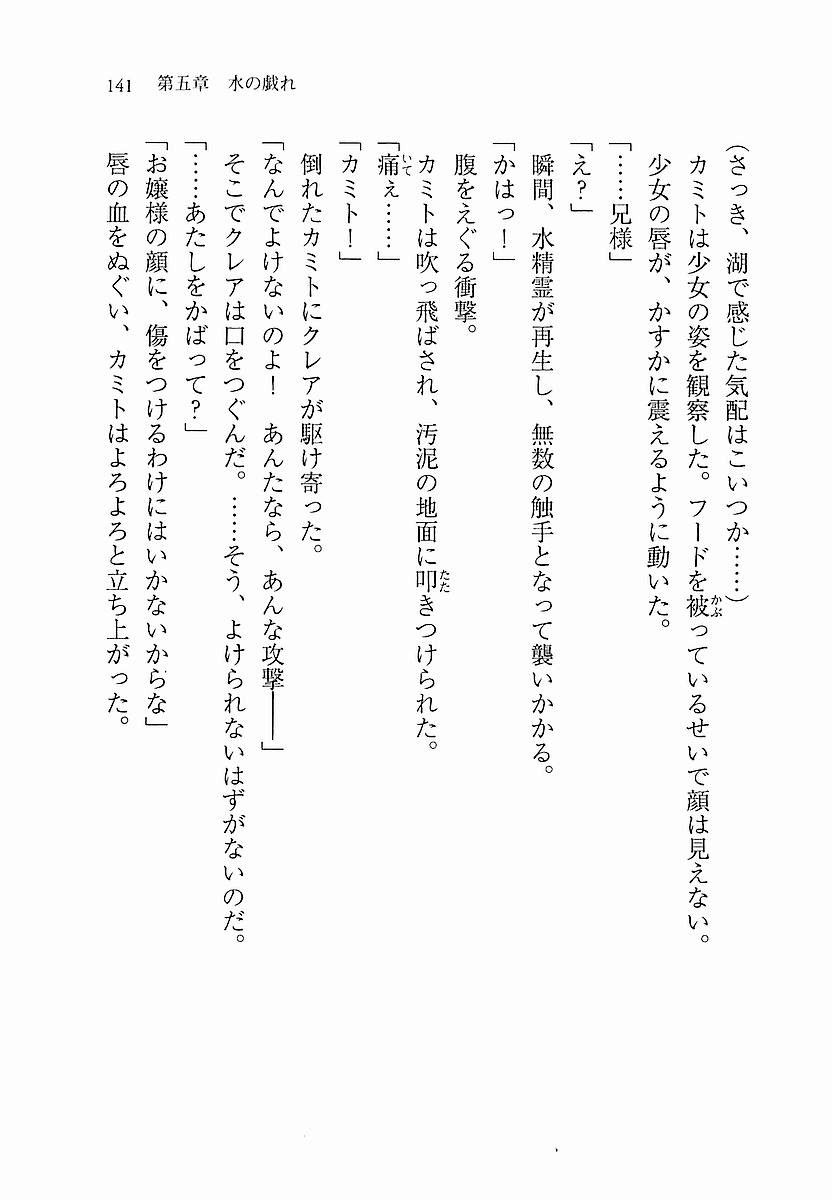 141 第五章 水の戯れ
(さっき、湖で感じた気配はこいつか……)
カミトは少女の姿を観察した。フードを被っているせいで顔は見えない。
少女の唇が、かすかに震えるように動いた。
「……兄様」
「え?」
瞬間、水精霊が再生し、無数の触手となって襲いかかる。
「かはっ!」
腹をえぐる衝撃。
カミトは吹っ飛ばされ、汚泥の地面に叩きつけられた。
「痛ぇ……」
「カミト!」
倒れたカミトにクレアが駆け寄った。
「なんでよけないのよ! あんたなら、あんな攻撃――」
そこでクレアは口をつぐんだ。……そう、よけられないはずがないのだ。
「……あたしをかばって?」
「お嬢様の顔に、傷をつけるわけにはいかないからな」
唇の血をぬぐい、カミトはよろよろと立ち上がった。